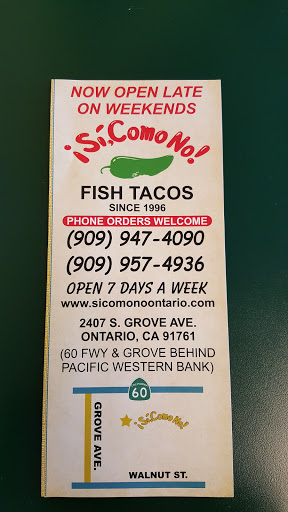 NOW OPEN LATE
ON WEEKENDS
¡Sí, Como No!
FISH TACOS
SINCE 1996
PHONE ORDERS WELCOME
(909) 947-4090
(909) 957-4936
OPEN 7 DAYS A WEEK
www.sicomonoontario.com
2407 S. GROVE AVE.
ONTARIO, CA 91761
(60 FWY & GROVE BEHIND
PACIFIC WESTERN BANK)
60
GROVE AVE.
¡Sí, Como No!
WALNUT ST.